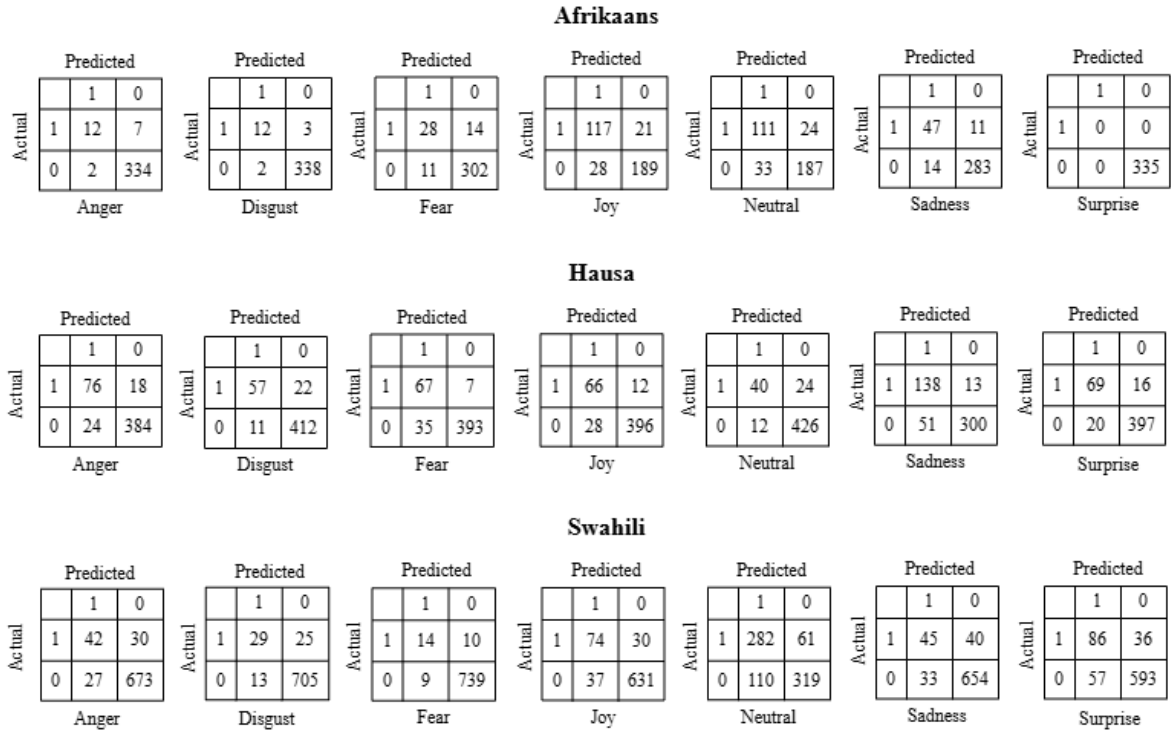 Afrikaans
Predicted Predicted Predicted Predicted Predicted Predicted Predicted
1 0 1 0 1 0 1 0 1 0 1 0 1 0
Actual 1 12 7 Actual 1 12 3 Actual 1 28 14 Actual 1 117 21 Actual 1 111 24 Actual 1 47 11 Actual 1 0 0
0 2 334 0 2 338 0 11 302 0 28 189 0 33 187 0 14 283 0 0 335
Anger Disgust Fear Joy Neutral Sadness Surprise
Hausa
Predicted Predicted Predicted Predicted Predicted Predicted Predicted
1 0 1 0 1 0 1 0 1 0 1 0 1 0
Actual 1 76 18 Actual 1 57 22 Actual 1 67 7 Actual 1 66 12 Actual 1 40 24 Actual 1 138 13 Actual 1 69 16
0 24 384 0 11 412 0 35 393 0 28 396 0 12 426 0 51 300 0 20 397
Anger Disgust Fear Joy Neutral Sadness Surprise
Swahili
Predicted Predicted Predicted Predicted Predicted Predicted Predicted
1 0 1 0 1 0 1 0 1 0 1 0 1 0
Actual 1 42 30 Actual 1 29 25 Actual 1 14 10 Actual 1 74 30 Actual 1 282 61 Actual 1 45 40 Actual 1 86 36
0 27 673 0 13 705 0 9 739 0 37 631 0 110 319 0 33 654 0 57 593
Anger Disgust Fear Joy Neutral Sadness Surprise